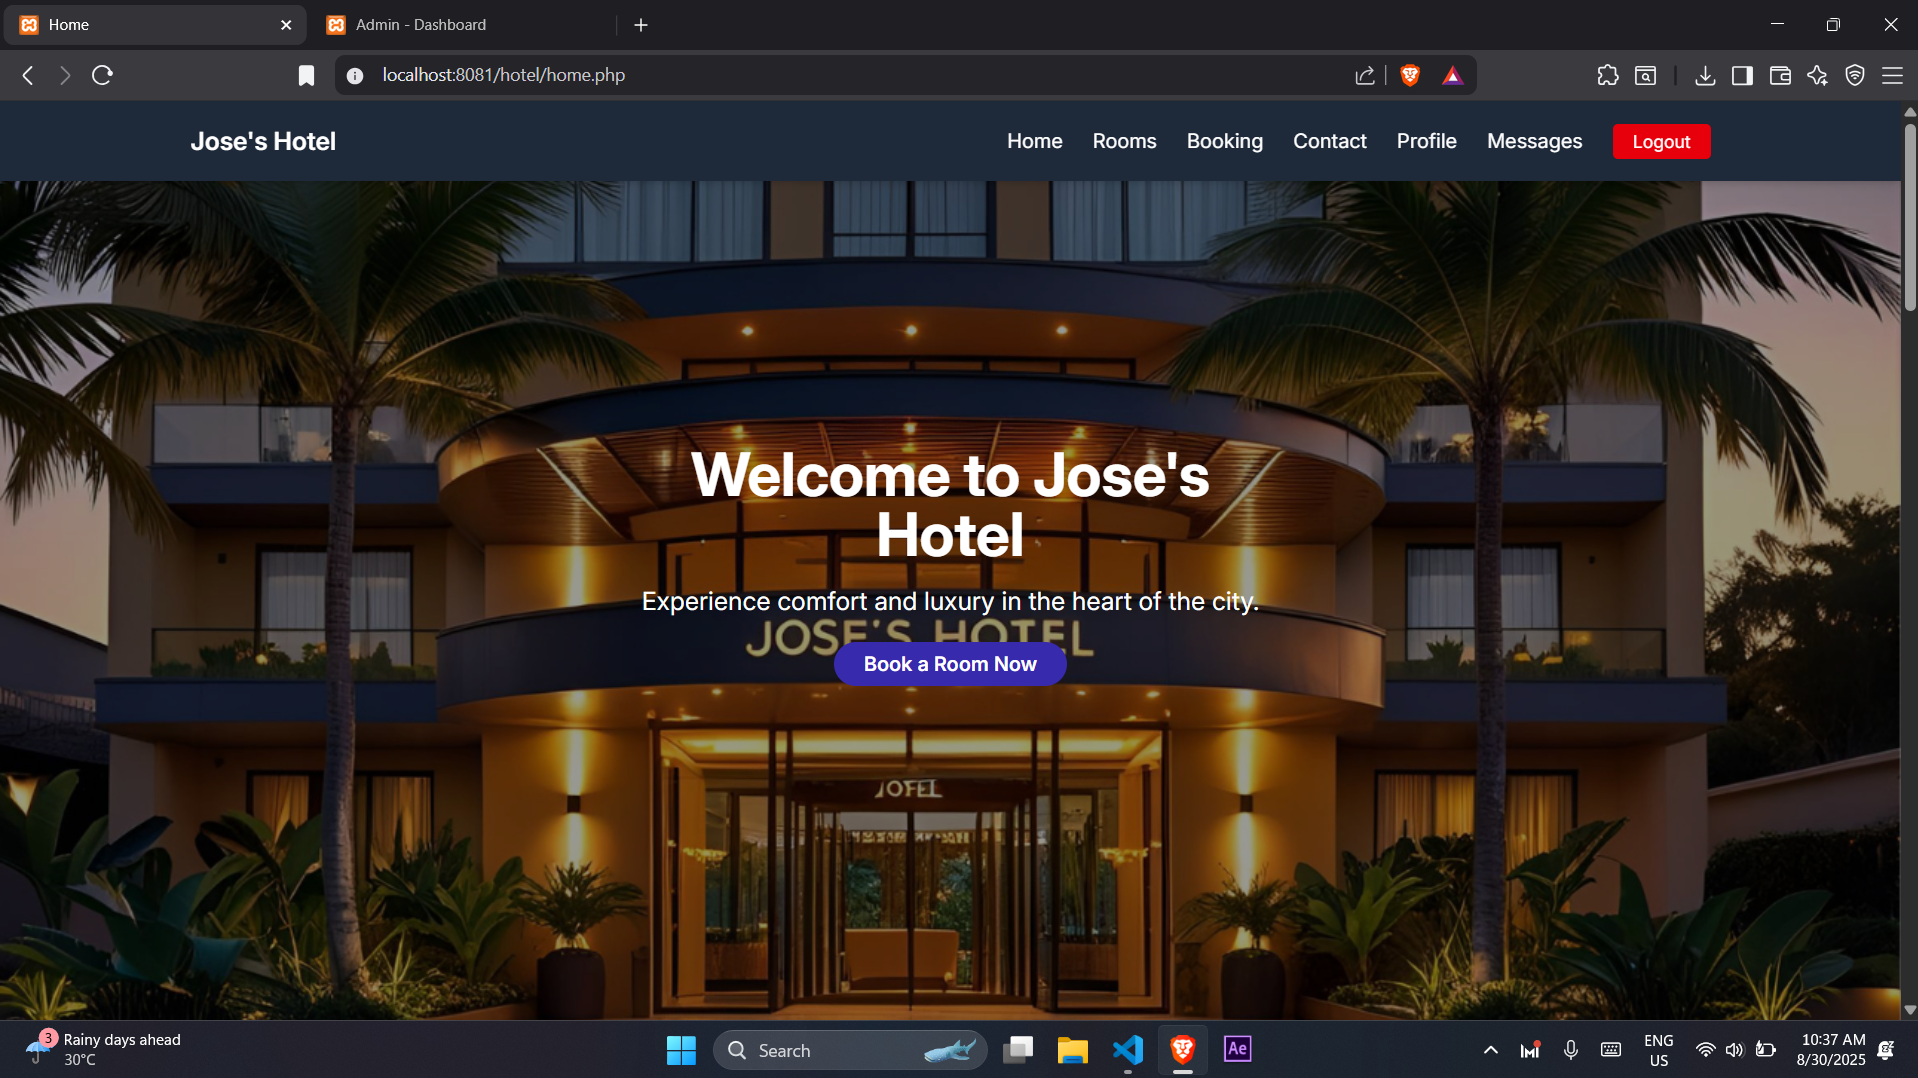 Home
Admin - Dashboard
localhost:8081/hotel/home.php
Jose's Hotel
Home Rooms Booking Contact Profile Messages Logout
Welcome to Jose's
Hotel
Experience comfort and luxury in the heart of the city.
JOSE'S HOTEL
Book a Room Now
JOFEL
3
Rainy days ahead
30°C
Search
Ae
ENG
US
10:37 AM
8/30/2025